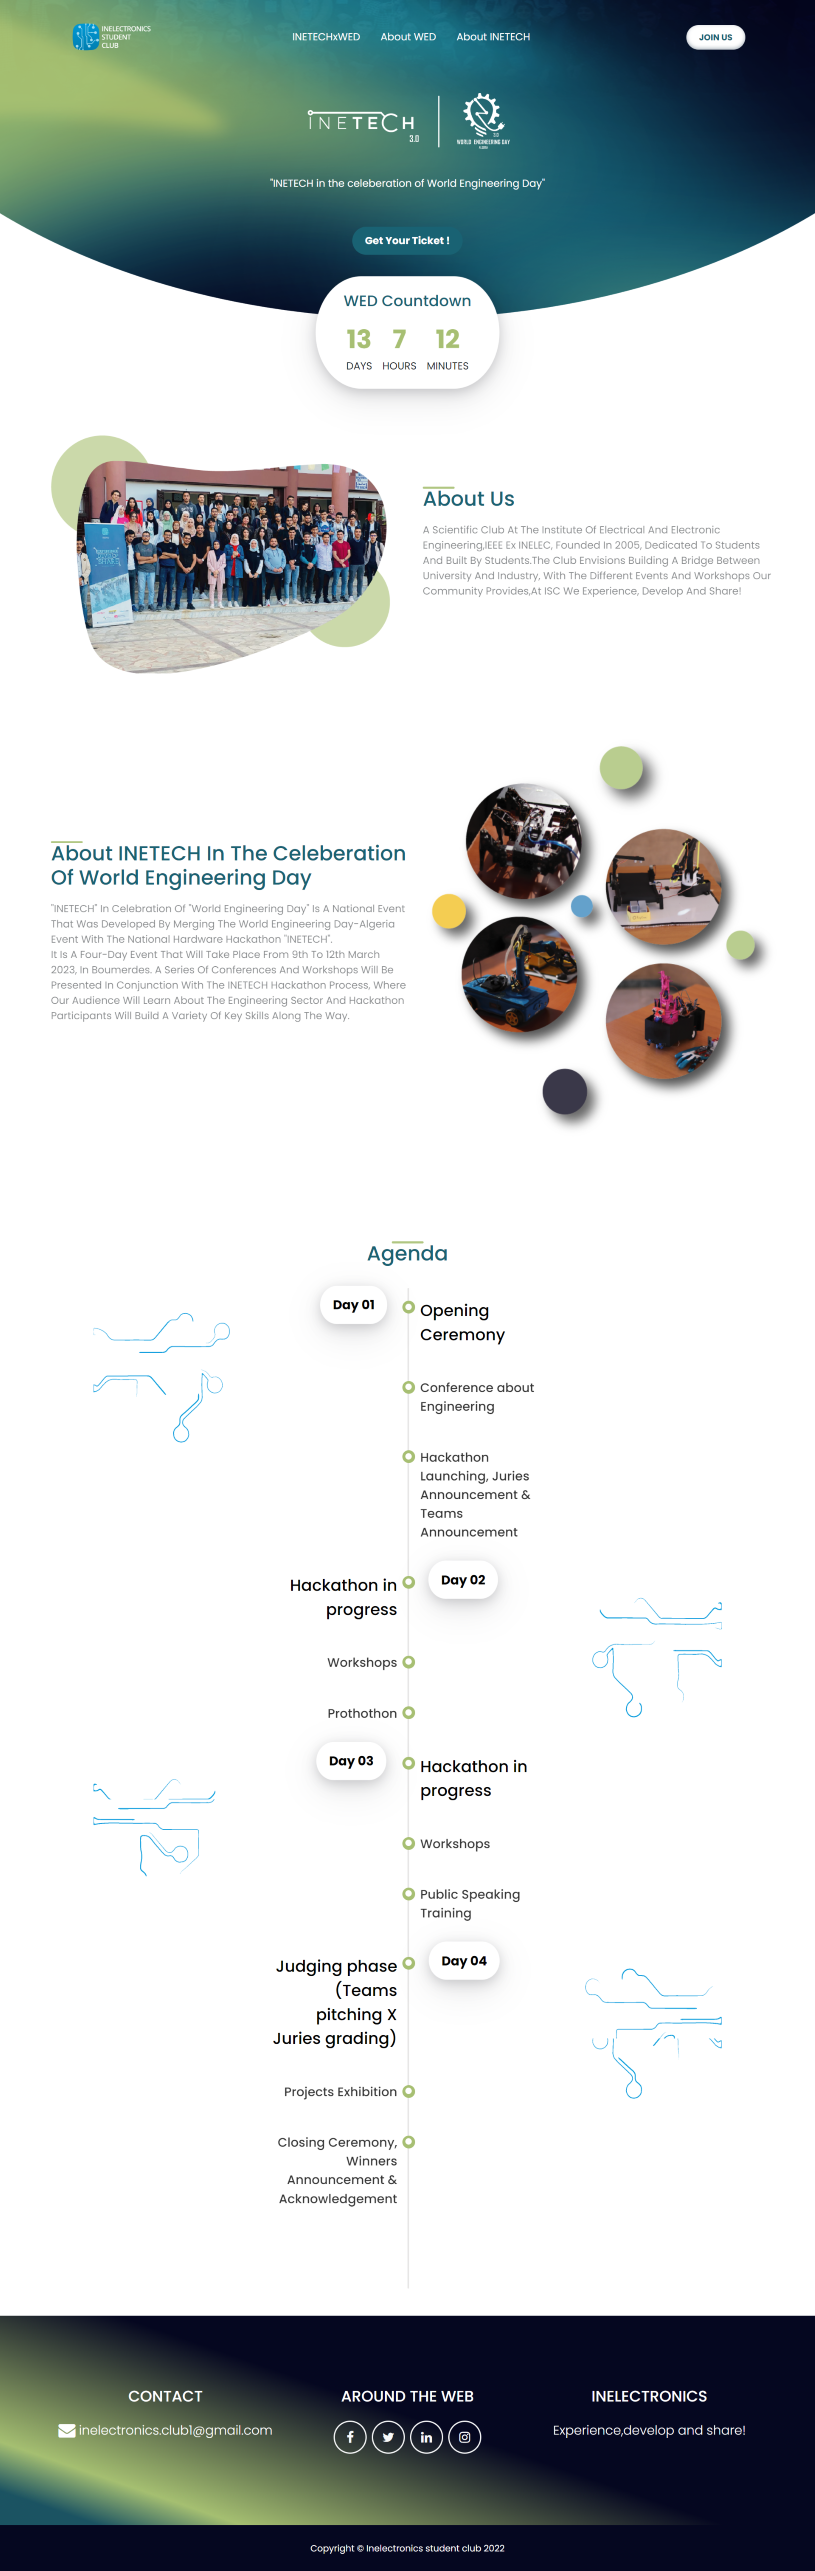 INELECTRONICS
STUDENT
CLUB
INETECHxWED
About WED
About INETECH
JOIN US
INETECH
3.0
3.0
WORLD ENGINEERING DAY
"INETECH in the celeberation of World Engineering Day"
Get Your Ticket !
WED Countdown
13 7 12
DAYS HOURS MINUTES
About Us
A Scientific Club At The Institute Of Electrical And Electronic
Engineering,IEEE Ex INELEC, Founded In 2005, Dedicated To Students
And Built By Students.The Club Envisions Building A Bridge Between
University And Industry, With The Different Events And Workshops Our
Community Provides,At ISC We Experience, Develop And Share!
About INETECH In The Celeberation
Of World Engineering Day
"INETECH" In Celebration Of "World Engineering Day" Is A National Event
That Was Developed By Merging The World Engineering Day-Algeria
Event With The National Hardware Hackathon "INETECH".
It Is A Four-Day Event That Will Take Place From 9th To 12th March
2023, In Boumerdes. A Series Of Conferences And Workshops Will Be
Presented In Conjunction With The INETECH Hackathon Process, Where
Our Audience Will Learn About The Engineering Sector And Hackathon
Participants Will Build A Variety Of Key Skills Along The Way.
Agenda
Day 01
Opening
Ceremony
Conference about
Engineering
Hackathon
Launching, Juries
Announcement &
Teams
Announcement
Day 02
Hackathon in
progress
Workshops
Prothothon
Day 03
Hackathon in
progress
Workshops
Public Speaking
Training
Day 04
Judging phase
(Teams
pitching X
Juries grading)
Projects Exhibition
Closing Ceremony,
Winners
Announcement &
Acknowledgement
CONTACT
inelectronics.club1@gmail.com
AROUND THE WEB
INELECTRONICS
Experience,develop and share!
Copyright © Inelectronics student club 2022